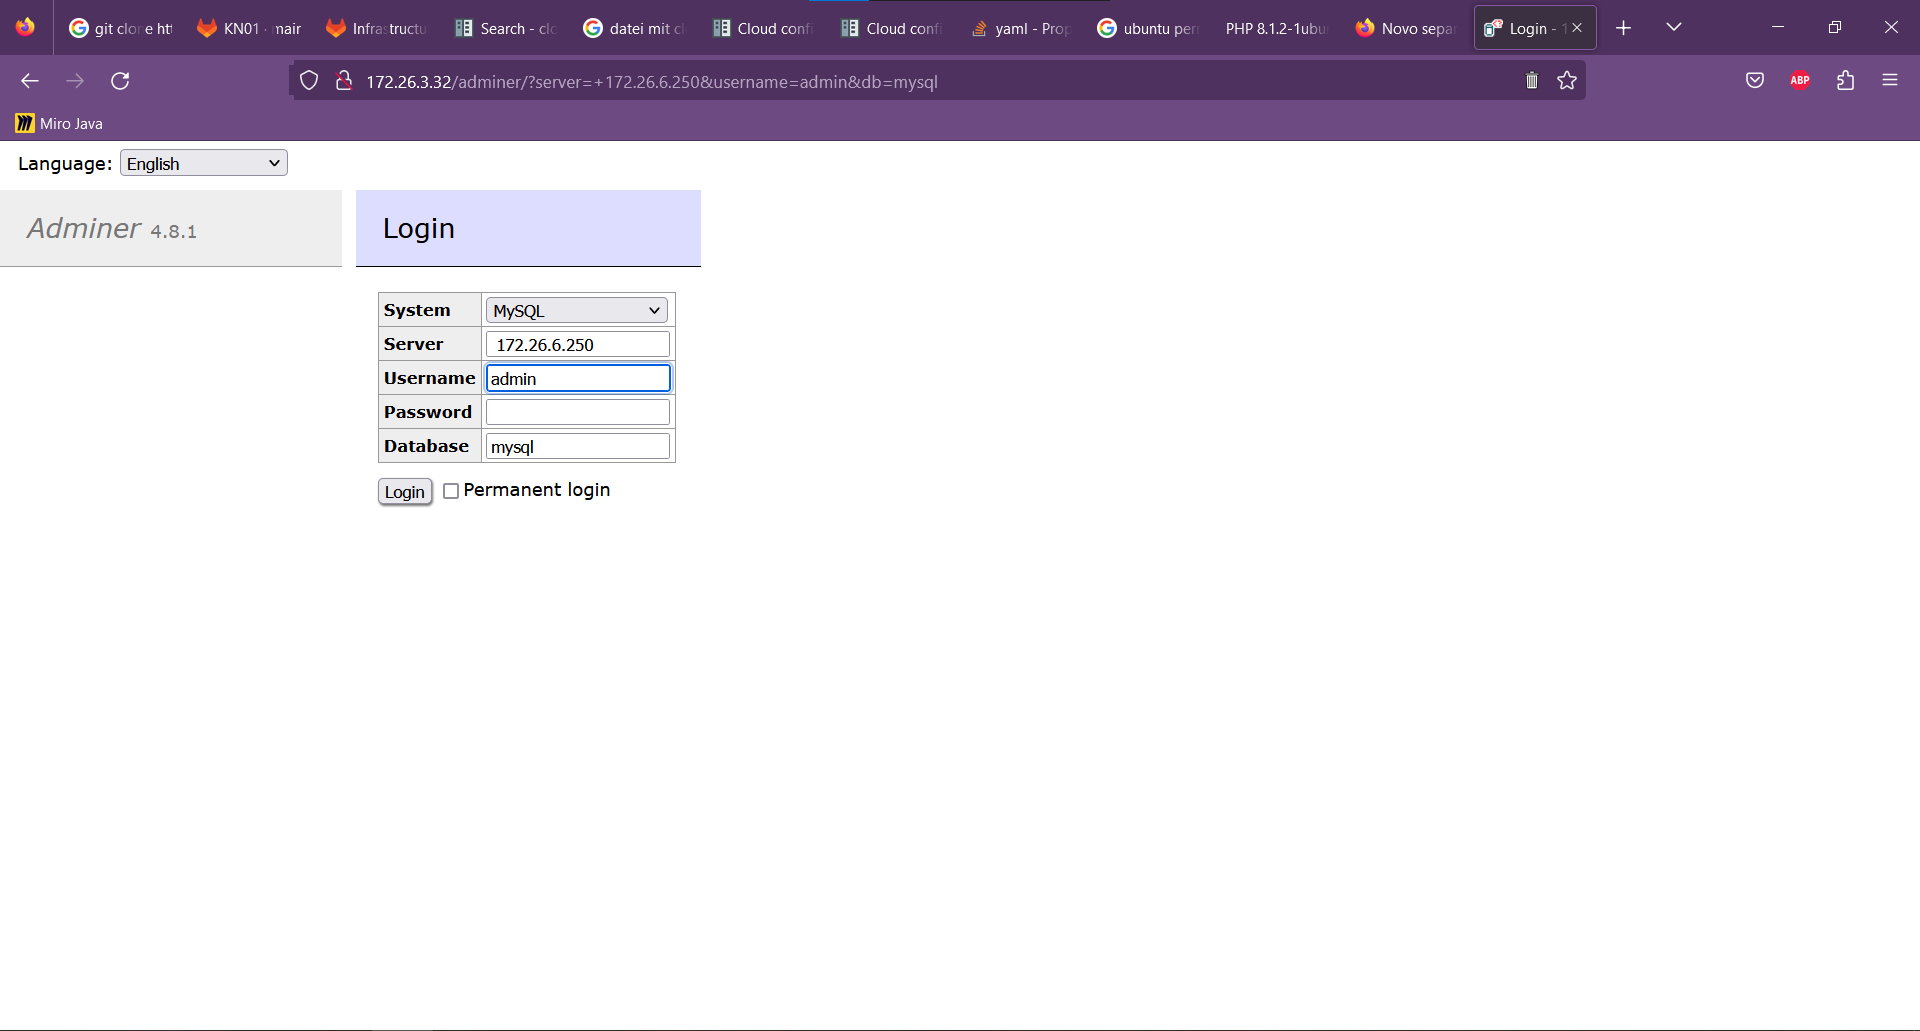 git clone htt
KN01 · main
Infrastructu
Search - clo
datei mit cl
Cloud confi
Cloud confi
yaml - Prop
ubuntu perm
PHP 8.1.2-1ubu
Novo separ
Login - 1
172.26.3.32/adminer/?server=+172.26.6.250&username=admin&db=mysql
ABP
Miro Java
Language: English
Adminer 4.8.1
Login
System MySQL
Server 172.26.6.250
Username admin
Password
Database mysql
Login Permanent login